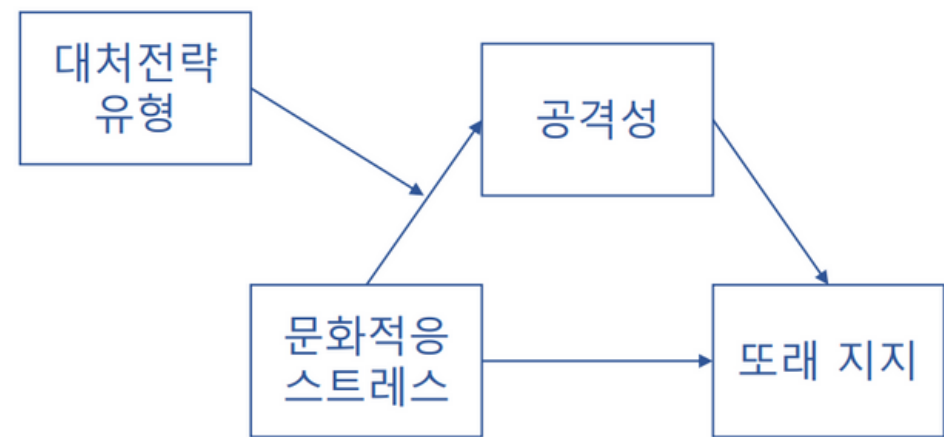 대처전략
유형
공격성
문화적응
스트레스
또래 지지